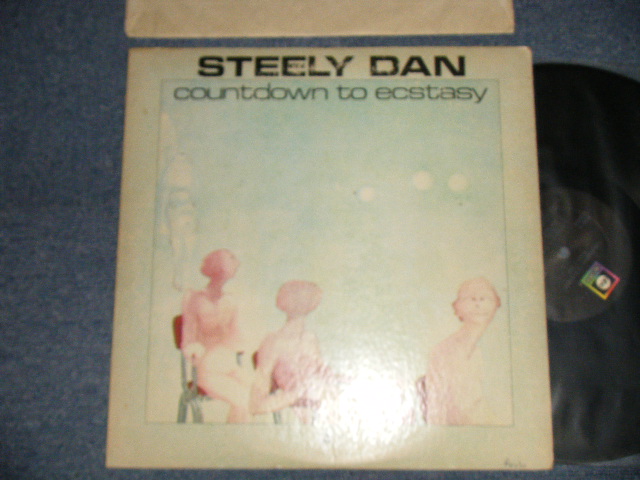 STEELY DAN
countdown to ecstasy